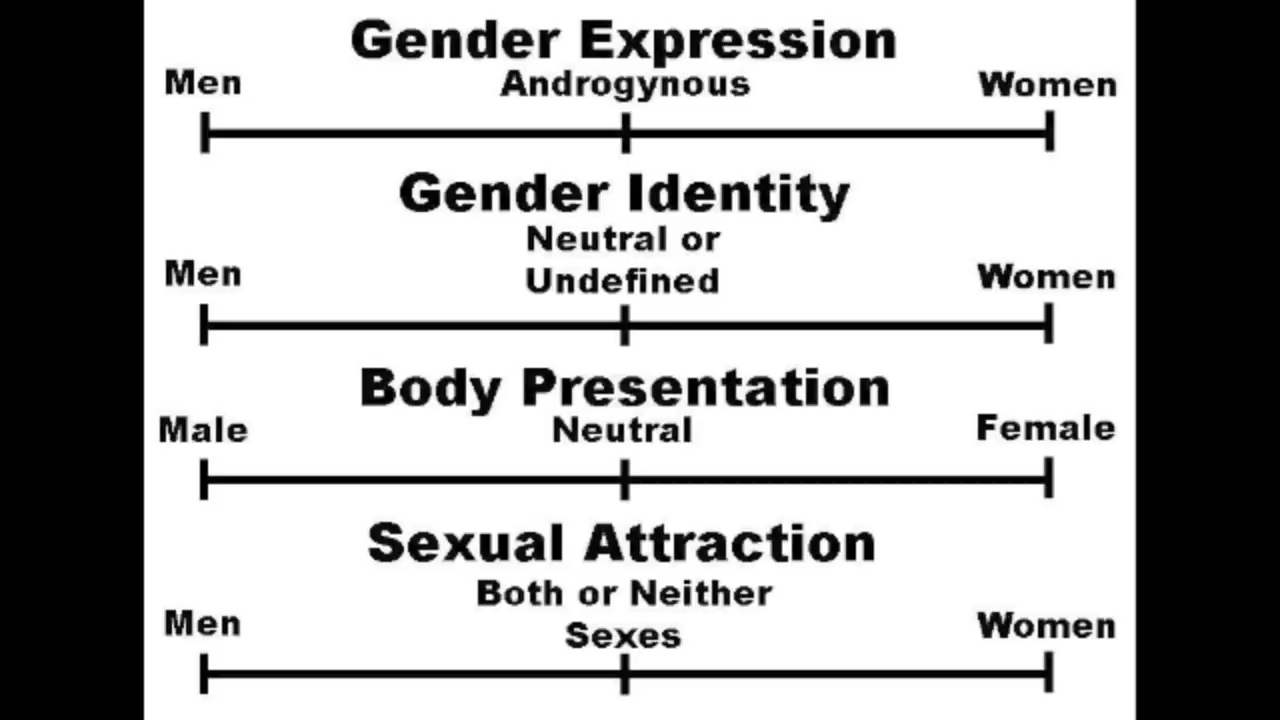 Gender Expression
Men Androgynous Women
Gender Identity
Neutral or
Men Undefined Women
Body Presentation
Male Neutral Female
Sexual Attraction
Both or Neither
Men Sexes Women